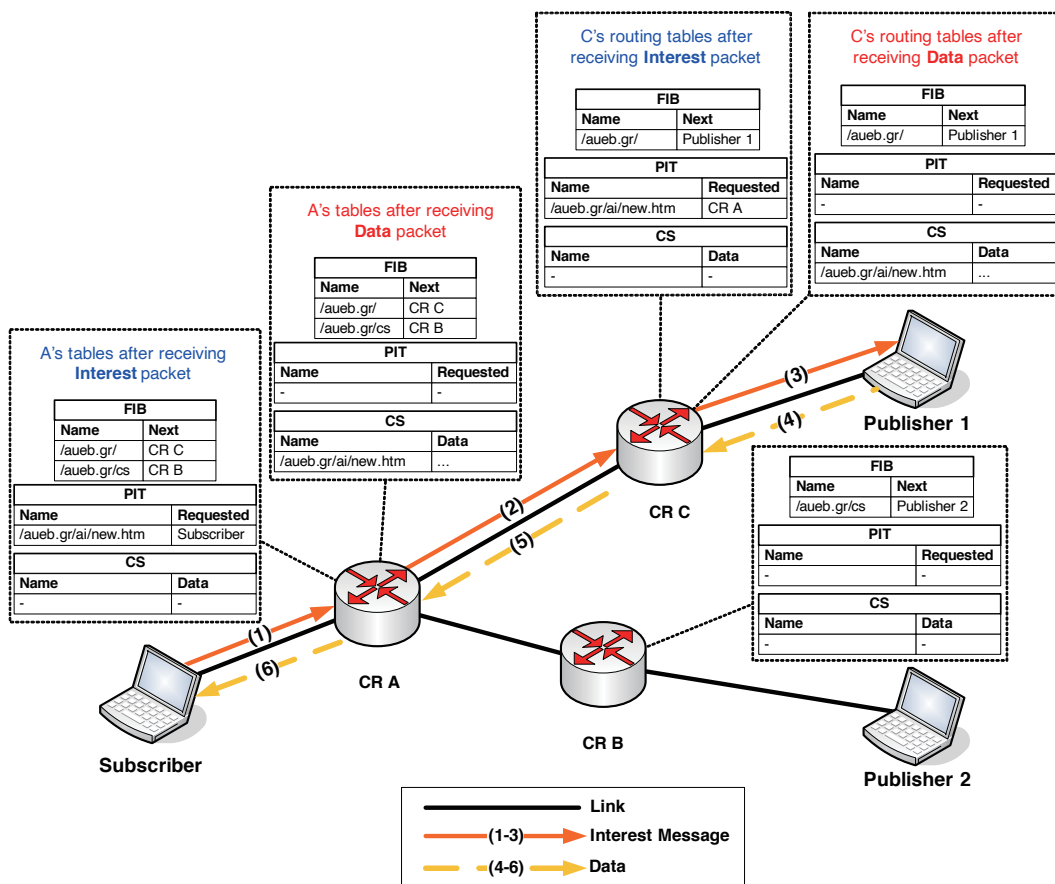 C's routing tables after
receiving Interest packet
FIB
Name Next
/aueb.gr/ Publisher 1
PIT
Name Requested
/aueb.gr/ai/new.htm CR A
CS
Name Data
- -
C's routing tables after
receiving Data packet
FIB
Name Next
/aueb.gr/ Publisher 1
PIT
Name Requested
- -
CS
Name Data
/aueb.gr/ai/new.htm ...
A's tables after receiving
Data packet
FIB
Name Next
/aueb.gr/ CR C
/aueb.gr/cs CR B
PIT
Name Requested
- -
CS
Name Data
/aueb.gr/ai/new.htm ...
A's tables after receiving
Interest packet
FIB
Name Next
/aueb.gr/ CR C
/aueb.gr/cs CR B
PIT
Name Requested
/aueb.gr/ai/new.htm Subscriber
CS
Name Data
- -
(3)
(4)
Publisher 1
CR C
(2)
(5)
FIB
Name Next
/aueb.gr/cs Publisher 2
PIT
Name Requested
- -
CS
Name Data
- -
(1)
(6)
CR A
CR B
Subscriber
Publisher 2
Link
(1-3) Interest Message
(4-6) Data